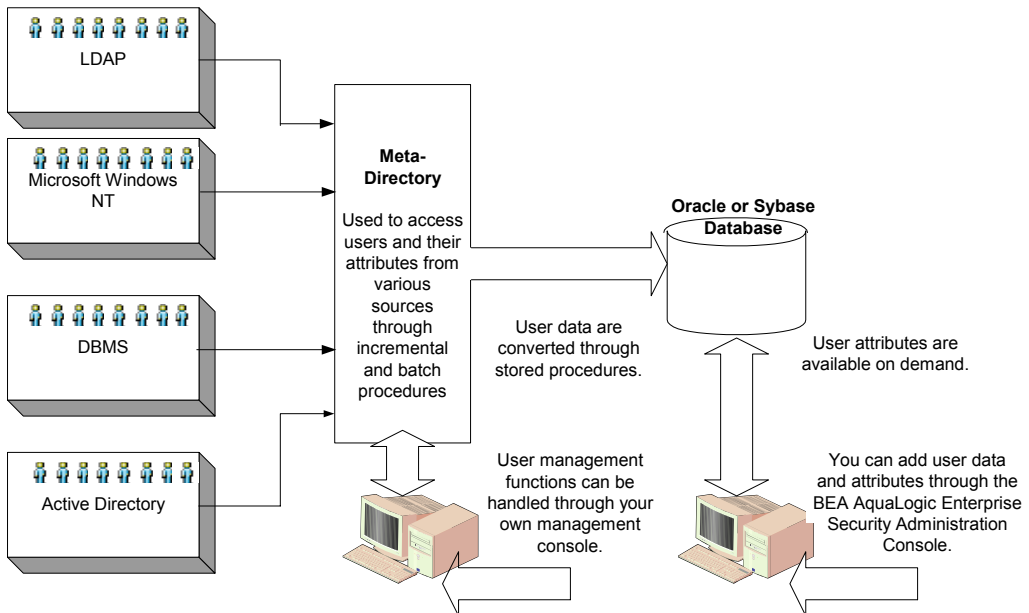 LDAP
Microsoft Windows
NT
DBMS
Active Directory
Meta-
Directory
Used to access
users and their
attributes from
various
sources
through
incremental
and batch
procedures
Oracle or Sybase
Database
User data are
converted through
stored procedures.
User attributes are
available on demand.
User management
functions can be
handled through your
own management
console.
You can add user data
and attributes through the
BEA AquaLogic Enterprise
Security Administration
Console.